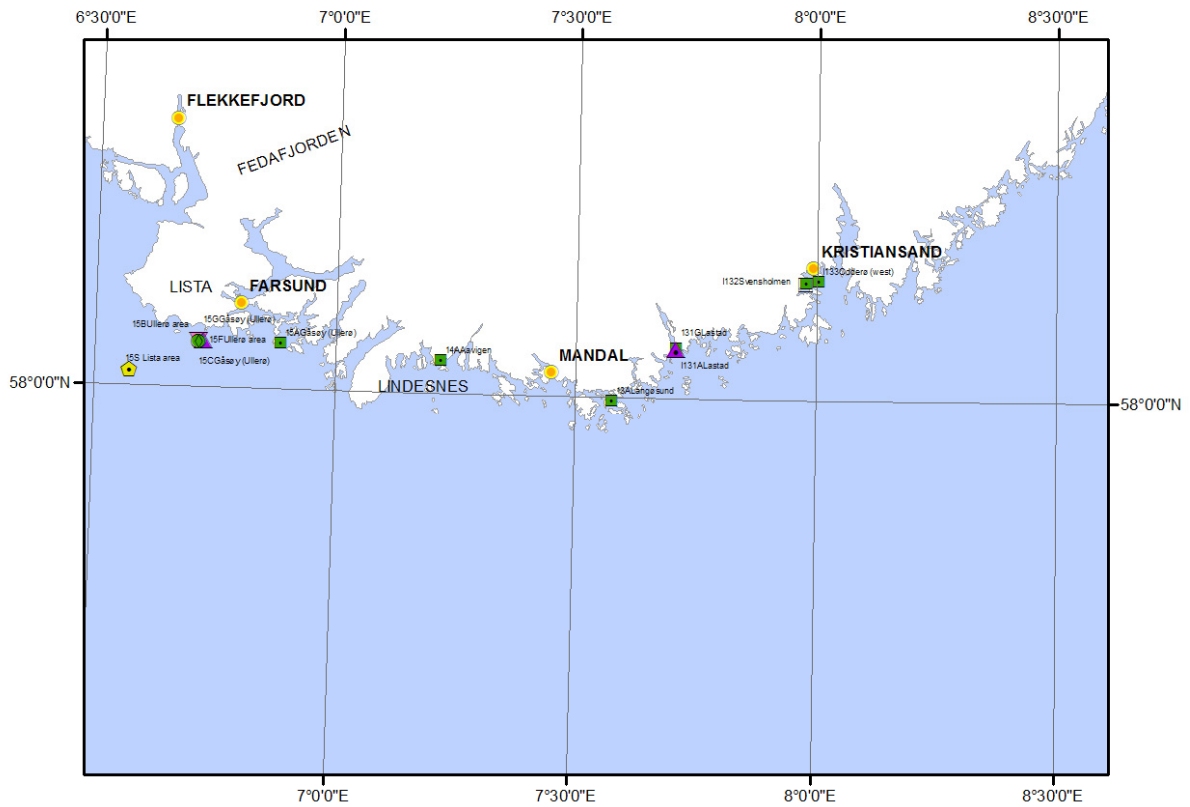 6°30'0"E 7°0'0"E 7°30'0"E 8°0'0"E 8°30'0"E
FLEKKEFJORD
FEDAFJORDEN
KRISTIANSAND
I133Odderø (west)
I132Svensholmen
LISTA
FARSUND
15GGåsøy (Ullerø)
15BUllerø area
15FUllerø area
15AGåsøy (Ullerø)
131GLastad
15S Lista area
15CGåsøy (Ullerø)
14AAavigen
MANDAL
I131ALastad
58°0'0"N
LINDESNES
13ALangøsund
58°0'0"N
7°0'0"E 7°30'0"E 8°0'0"E 8°30'0"E